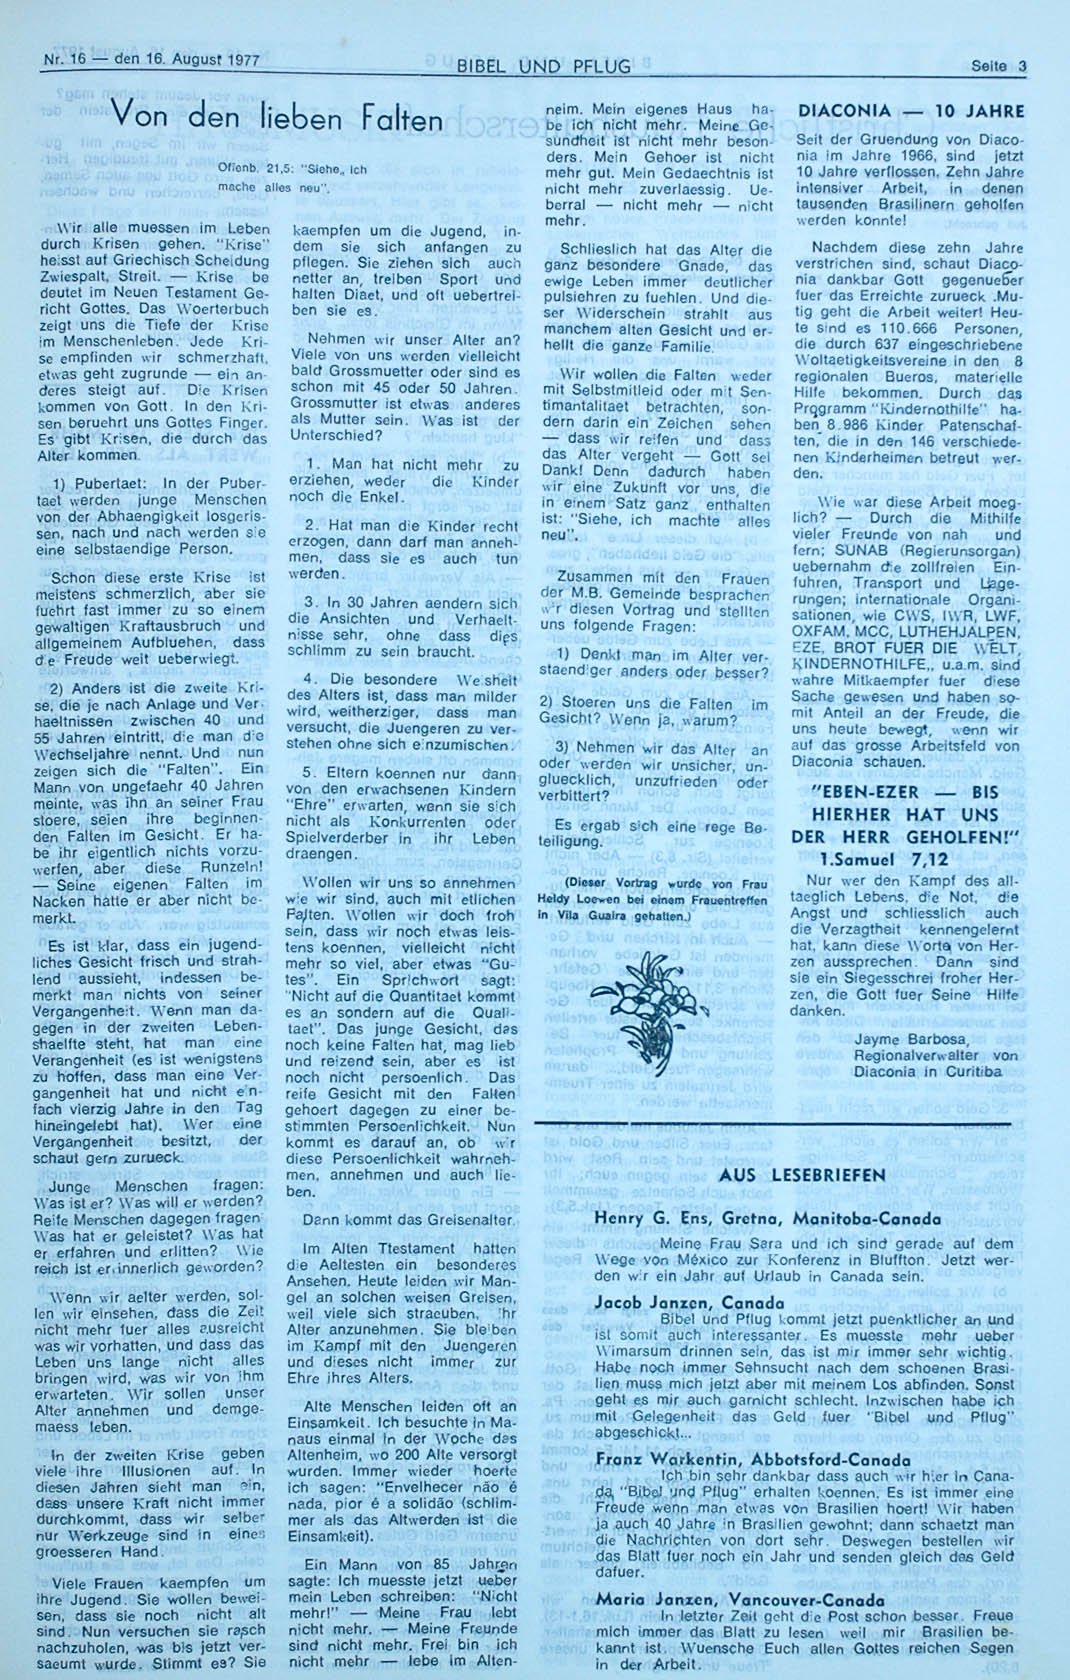 Nr. 16 — den 16. August 1977
BIBEL UND PFLUG
Seite 3
Von den lieben Falten
Offenb. 21,5: "Siehe,, ich
mache alles neu".
Wir alle muessen im Leben
durch Krisen gehen. "Krise"
heisst auf Griechisch Scheidung
Zwiespalt, Streit. — Krise be
deutet im Neuen Testament Ge-
richt Gottes. Das Woerterbuch
zeigt uns die Tiefe der Krise
im Menschenleben. Jede Kri-
se empfinden wir schmerzhaft,
etwas geht zugrunde — ein an-
deres steigt auf. Die Krisen
kommen von Gott. In den Kri-
sen beruehrt uns Gottes Finger.
Es gibt Krisen, die durch das
Alter kommen.
1) Pubertaet: In der Puber-
taet werden junge Menschen
von der Abhaengigkeit losgeris-
sen, nach und nach werden sie
eine selbstaendige Person.
Schon diese erste Krise ist
meistens schmerzlich, aber sie
fuehrt fast immer zu so einem
gewaltigen Kraftausbruch und
allgemeinem Aufbluehen, dass
die Freude weit ueberwiegt.
2) Anders ist die zweite Kri-
se, die je nach Anlage und Ver-
haeltnissen zwischen 40 und
55 Jahren eintritt, die man die
Wechseljahre nennt. Und nun
zeigen sich die "Falten". Ein
Mann von ungefaehr 40 Jahren
meinte, was ihn an seiner Frau
stoere, seien ihre beginnen-
den Falten im Gesicht. Er ha-
be ihr eigentlich nichts vorzu-
werfen, aber diese Runzeln!
— Seine eigenen Falten im
Nacken hatte er aber nicht be-
merkt.
Es ist klar, dass ein jugend-
liches Gesicht frisch und strah-
lend aussieht, indessen be-
merkt man nichts von seiner
Vergangenheit. Wenn man da-
gegen in der zweiten Leben-
shaelfte steht, hat man eine
Verangenheit (es ist wenigstens
zu hoffen, dass man eine Ver-
gangenheit hat und nicht ein-
fach vierzig Jahre in den Tag
hineingelebt hat). Wer eine
Vergangenheit besitzt, der
schaut gern zurueck.
Junge Menschen fragen:
Was ist er? Was will er werden?
Reife Menschen dagegen fragen
Was hat er geleistet? Was hat
er erfahren und erlitten? Wie
reich ist er innerlich geworden?
Wenn wir aelter werden, sol-
len wir einsehen, dass die Zeit
nicht mehr fuer alles ausreicht
was wir vorhatten, und dass das
Leben uns lange nicht alles
bringen wird, was wir von ihm
erwarteten. Wir sollen unser
Alter annehmen und demge-
maess leben.
In der zweiten Krise geben
viele ihre Illusionen auf. In
diesen Jahren sieht man ein,
dass unsere Kraft nicht immer
durchkommt, dass wir selber
nur Werkzeuge sind in eines
groesseren Hand.
Viele Frauen kaempfen um
ihre Jugend. Sie wollen bewei-
sen, dass sie noch nicht alt
sind. Nun versuchen sie rasch
nachzuholen, was bis jetzt ver-
saeumt wurde. Stimmt es? Sie
kaempfen um die Jugend, in-
dem sie sich anfangen zu
pflegen. Sie ziehen sich auch
netter an, treiben Sport und
halten Diaet, und oft uebertrei-
ben sie es.
Nehmen wir unser Alter an?
Viele von uns werden vielleicht
bald Grossmuetter oder sind es
schon mit 45 oder 50 Jahren.
Grossmutter ist etwas anderes
als Mutter sein. Was ist der
Unterschied?
1. Man hat nicht mehr zu
erziehen, weder die Kinder
noch die Enkel.
2. Hat man die Kinder recht
erzogen, dann darf man anneh-
men, dass sie es auch tun
werden.
3. In 30 Jahren aendern sich
die Ansichten und Verhaelt-
nisse sehr, ohne dass dies
schlimm zu sein braucht.
4. Die besondere Weisheit
des Alters ist, dass man milder
wird, weitherziger, dass man
versucht, die Juengeren zu ver-
stehen ohne sich einzumischen.
5. Eltern koennen nur dann
von den erwachsenen Kindern
"Ehre" erwarten, wenn sie sich
nicht als Konkurrenten oder
Spielverderber in ihr Leben
draengen.
Wollen wir uns so annehmen
wie wir sind, auch mit etlichen
Falten. Wollen wir doch froh
sein, dass wir noch etwas leis-
tens koennen, vielleicht nicht
mehr so viel, aber etwas "Gu-
tes". Ein Sprichwort sagt:
"Nicht auf die Quantitaet kommt
es an sondern auf die Quali-
taet". Das junge Gesicht, das
noch keine Falten hat, mag lieb
und reizend sein, aber es ist
noch nicht persoenlich. Das
reife Gesicht mit den Falten
gehoert dagegen zu einer be-
stimmten Persoenlichkeit. Nun
kommt es darauf an, ob wir
diese Persoenlichkeit wahrneh-
men, annehmen und auch lie-
ben.
Dann kommt das Greisenalter.
Im Alten Ttestament hatten
die Aeltesten ein besonderes
Ansehen. Heute leiden wir Man-
gel an solchen weisen Greisen,
weil viele sich straeuben, ihr
Alter anzunehmen. Sie bleiben
im Kampf mit den Juengeren
und dieses nicht immer zur
Ehre ihres Alters.
Alte Menschen leiden oft an
Einsamkeit. Ich besuchte in Ma-
naus einmal in der Woche das
Altenheim, wo 200 Alte versorgt
wurden. Immer wieder hoerte
ich sagen: "Envelhecer não é
nada, pior é a solidão (schlim-
mer als das Altwerden ist die
Einsamkeit).
Ein Mann von 85 Jahren
sagte: Ich muesste jetzt ueber
mein Leben schreiben: "Nicht
mehr!" — Meine Frau lebt
nicht mehr. — Meine Freunde
sind nicht mehr. Frei bin ich
nicht mehr — lebe im Alten-
neim. Mein eigenes Haus ha-
be ich nicht mehr. Meine Ge-
sundheit ist nicht mehr beson-
ders. Mein Gehoer ist nicht
mehr gut. Mein Gedaechtnis ist
nicht mehr zuverlaessig. Ue-
berral — nicht mehr — nicht
mehr.
Schlieslich hat das Alter die
ganz besondere Gnade, das
ewige Leben immer deutlicher
pulsiehren zu fuehlen. Und die-
ser Widerschein strahlt aus
manchem alten Gesicht und er-
hellt die ganze Familie.
Wir wollen die Falten weder
mit Selbstmitleid oder mit Sen-
timantalitaet betrachten, son-
dern darin ein Zeichen sehen
— dass wir reifen und dass
das Alter vergeht — Gott sei
Dank! Denn dadurch haben
wir eine Zukunft vor uns, die
in einem Satz ganz enthalten
ist: "Siehe, ich machte alles
neu".
Zusammen mit den Frauen
der M.B. Gemeinde besprachen
wir diesen Vortrag und stellten
uns folgende Fragen:
1) Denkt man im Alter ver-
staendiger anders oder besser?
2) Stoeren uns die Falten im
Gesicht? Wenn ja, warum?
3) Nehmen wir das Alter an
oder werden wir unsicher, un-
gluecklich, unzufrieden oder
verbittert?
Es ergab sich eine rege Be-
teiligung.
(Dieser Vortrag wurde von Frau
Heldy Loewen bei einem Frauentreffen
in Vila Guaira gehalten.)
DIACONIA — 10 JAHRE
Seit der Gruendung von Diaco-
nia im Jahre 1966, sind jetzt
10 Jahre verflossen. Zehn Jahre
intensiver Arbeit, in denen
tausenden Brasilinern geholfen
werden konnte!
Nachdem diese zehn Jahre
verstrichen sind, schaut Diaco-
nia dankbar Gott gegenueber
fuer das Erreichte zurueck .Mu-
tig geht die Arbeit weiter! Heu-
te sind es 110.666 Personen,
die durch 637 eingeschriebene
Woltaetigkeitsvereine in den 8
regionalen Bueros, materielle
Hilfe bekommen. Durch das
Programm "Kindernothilfe" ha-
ben 8.986 Kinder Patenschaf-
ten, die in den 146 verschiede-
nen Kinderheimen betreut wer-
den.
Wie war diese Arbeit moeg-
lich? — Durch die Mithilfe
vieler Freunde von nah und
fern; SUNAB (Regierunsorgan)
uebernahm die zollfreien Ein-
fuhren, Transport und Lage-
rungen; internationale Organi-
sationen, wie CWS, IWR, LWF,
OXFAM, MCC, LUTHEHJALPEN,
EZE, BROT FUER DIE WELT,
KINDERNOTHILFE,, u.a.m. sind
wahre Mitkaempfer fuer diese
Sache gewesen und haben so-
mit Anteil an der Freude, die
uns heute bewegt, wenn wir
auf das grosse Arbeitsfeld von
Diaconia schauen.
"EBEN-EZER — BIS
HIERHER HAT UNS
DER HERR GEHOLFEN!"
1.Samuel 7,12
Nur wer den Kampf des all-
taeglich Lebens, die Not, die
Angst und schliesslich auch
die Verzagtheit kennengelernt
hat, kann diese Worte von Her-
zen aussprechen. Dann sind
sie ein Siegesschrei froher Her-
zen, die Gott fuer Seine Hilfe
danken.
Jayme Barbosa,
Regionalverwalter von
Diaconia in Curitiba
AUS LESEBRIEFEN
Henry G. Ens, Gretna, Manitoba-Canada
Meine Frau Sara und ich sind gerade auf dem
Wege von México zur Konferenz in Bluffton. Jetzt wer-
den wir ein Jahr auf Urlaub in Canada sein.
Jacob Janzen, Canada
Bibel und Pflug kommt jetzt puenktlicher an und
ist somit auch interessanter. Es muesste mehr ueber
Wimarsum drinnen sein, das ist mir immer sehr wichtig.
Habe noch immer Sehnsucht nach dem schoenen Brasi-
lien muss mich jetzt aber mit meinem Los abfinden. Sonst
geht es mir auch garnicht schlecht. Inzwischen habe ich
mit Gelegenheit das Geld fuer "Bibel und Pflug"
abgeschickt...
Franz Warkentin, Abbotsford-Canada
Ich bin sehr dankbar dass auch wir hier in Cana-
da "Bibel und Pflug" erhalten koennen. Es ist immer eine
Freude wenn man etwas von Brasilien hoert! Wir haben
ja auch 40 Jahre in Brasilien gewohnt; dann schaetzt man
die Nachrichten von dort sehr. Deswegen bestellen wir
das Blatt fuer noch ein Jahr und senden gleich das Geld
dafuer.
Maria Janzen, Vancouver-Canada
In letzter Zeit geht die Post schon besser. Freue
mich immer das Blatt zu lesen weil mir Brasilien be-
kannt ist. Wuensche Euch allen Gottes reichen Segen
in der Arbeit.